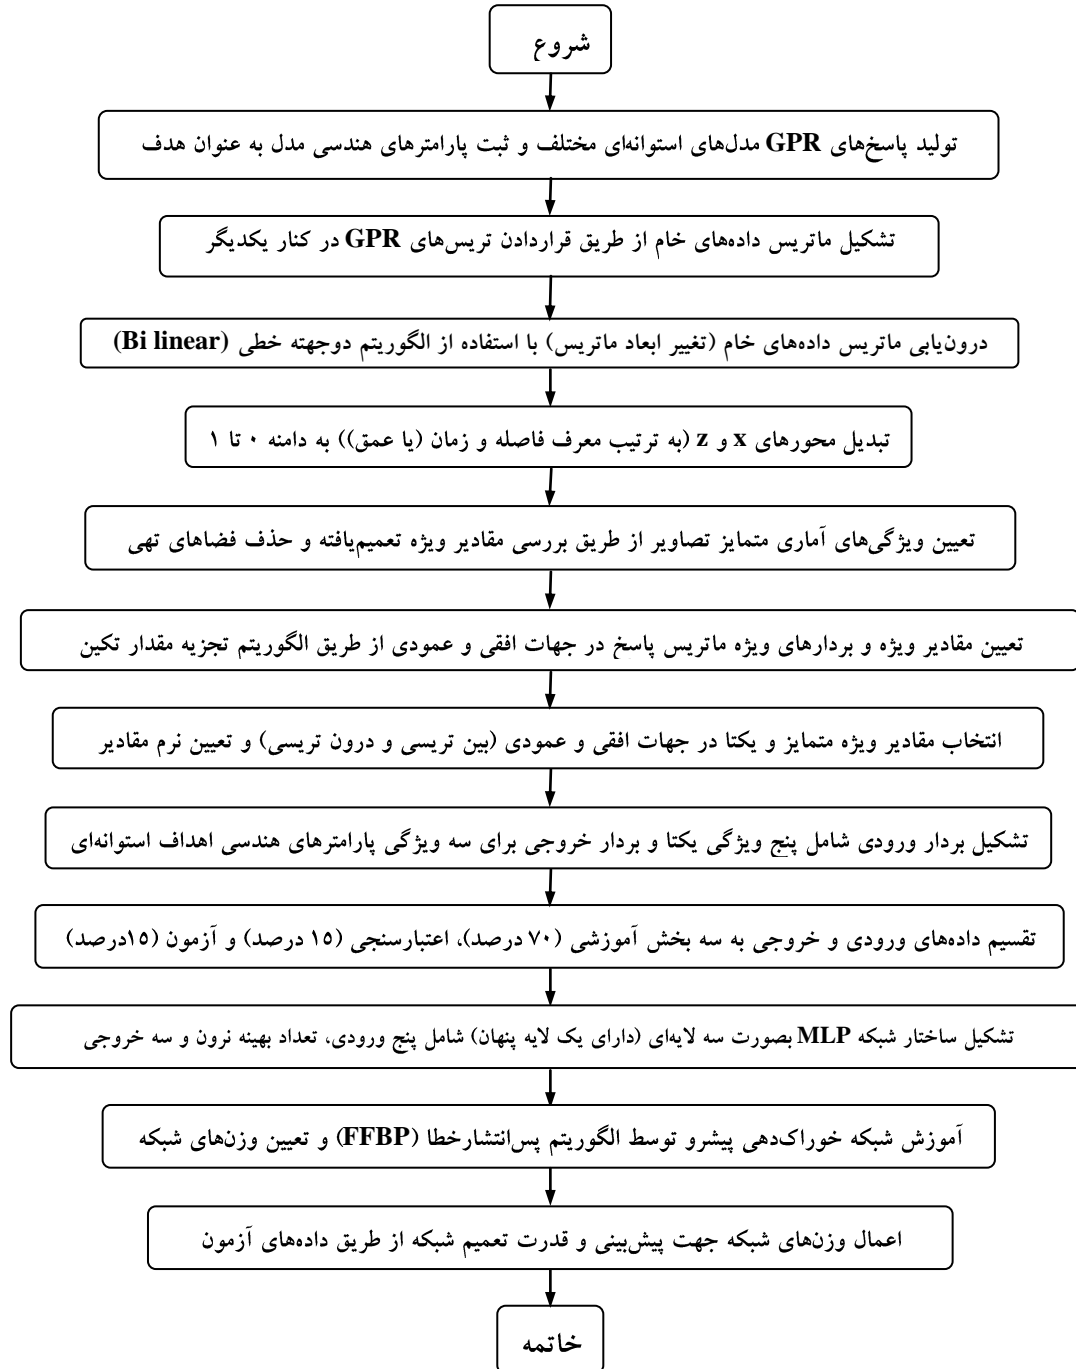 شروع
تولید پاسخ‌های GPR مدل‌های استوانه‌ای مختلف و ثبت پارامترهای هندسی مدل به عنوان هدف
تشکیل ماتریس داده‌های خام از طریق قراردادن تریس‌های GPR در کنار یکدیگر
درون‌یابی ماتریس داده‌های خام (تغییر ابعاد ماتریس) با استفاده از الگوریتم دوجهته خطی (Bi linear)
تبدیل محورهای x و z (به ترتیب معرف فاصله و زمان (یا عمق)) به دامنه ۰ تا ۱
تعیین ویژگی‌های آماری متمایز تصاویر از طریق بررسی مقادیر ویژه تعمیم‌یافته و حذف فضاهای تهی
تعیین مقادیر ویژه و بردارهای ویژه ماتریس پاسخ در جهات افقی و عمودی از طریق الگوریتم تجزیه مقدار تکین
انتخاب مقادیر ویژه متمایز و یکتا در جهات افقی و عمودی (بین تریسی و درون تریسی) و تعیین نرم مقادیر
تشکیل بردار ورودی شامل پنج ویژگی یکتا و بردار خروجی برای سه ویژگی پارامترهای هندسی اهداف استوانه‌ای
تقسیم داده‌های ورودی و خروجی به سه بخش آموزشی (۷۰ درصد)، اعتبارسنجی (۱۵ درصد) و آزمون (۱۵درصد)
تشکیل ساختار شبکه MLP بصورت سه لایه‌ای (دارای یک لایه پنهان) شامل پنج ورودی، تعداد بهینه نرون و سه خروجی
آموزش شبکه خوراک‌دهی پیشرو توسط الگوریتم پس‌انتشارخطا (FFBP) و تعیین وزن‌های شبکه
اعمال وزن‌های شبکه جهت پیش‌بینی و قدرت تعمیم شبکه از طریق داده‌های آزمون
خاتمه